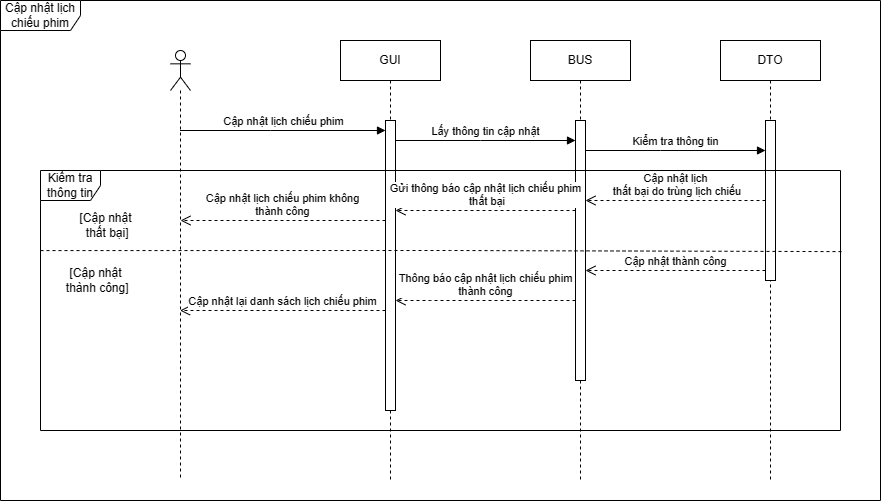 Cập nhật lịch
chiếu phim
GUI
BUS
DTO
Cập nhật lịch chiếu phim
Lấy thông tin cập nhật
Kiểm tra thông tin
Kiểm tra
thông tin
Cập nhật lịch
thất bại do trùng lịch chiếu
Gửi thông báo cập nhật lịch chiếu phim
thất bại
Cập nhật lịch chiếu phim không
thành công
[Cập nhật
thất bại]
Cập nhật thành công
[Cập nhật
thành công]
Thông báo cập nhật lịch chiếu phim
thành công
Cập nhật lại danh sách lịch chiếu phim